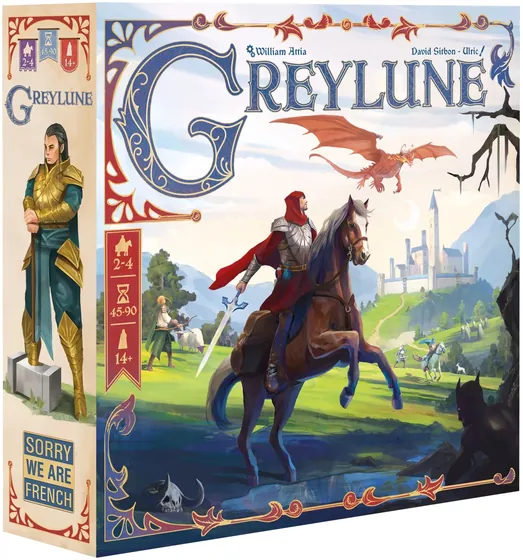 2-4
45-90
14+
GREYLUNE
SORRY
WE ARE
FRENCH
William Attia
David Sitbon - Ulric
GREYLUNE
2-4
45-90
14+